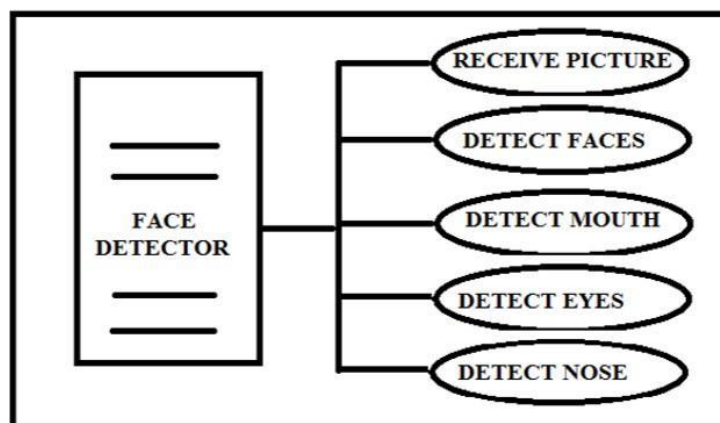 RECEIVE PICTURE
DETECT FACES
FACE
DETECTOR
DETECT MOUTH
DETECT EYES
DETECT NOSE